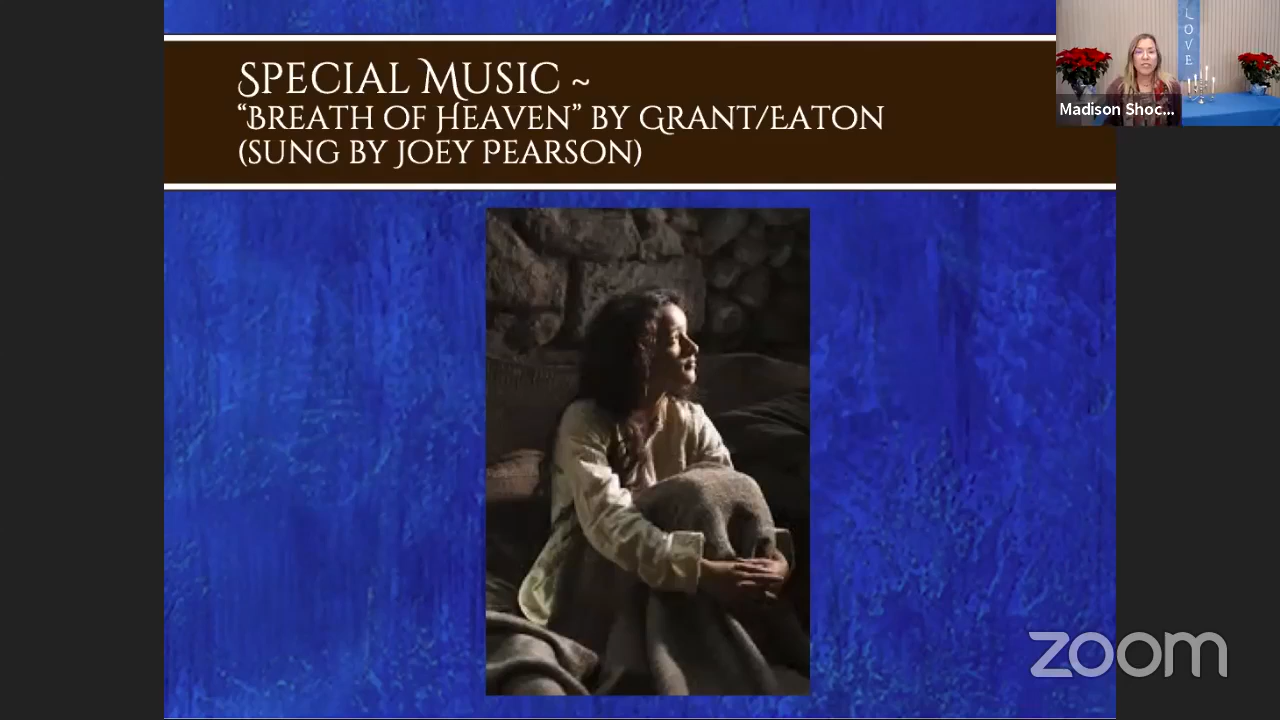 Special Music ~
“Breath of Heaven” by Grant/Eaton
(sung by Joey Pearson)
LOVE
Madison Shoc...
zoom